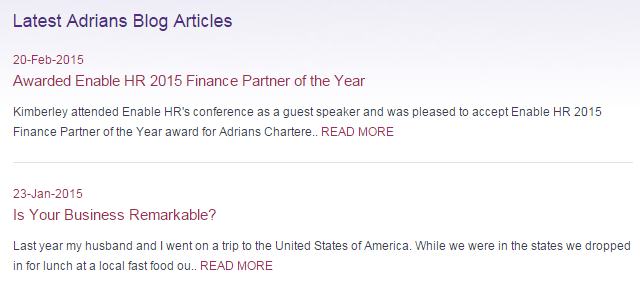 Latest Adrians Blog Articles
20-Feb-2015
Awarded Enable HR 2015 Finance Partner of the Year
Kimberley attended Enable HR's conference as a guest speaker and was pleased to accept Enable HR 2015
Finance Partner of the Year award for Adrians Chartere.. READ MORE
23-Jan-2015
Is Your Business Remarkable?
Last year my husband and I went on a trip to the United States of America. While we were in the states we dropped
in for lunch at a local fast food ou.. READ MORE